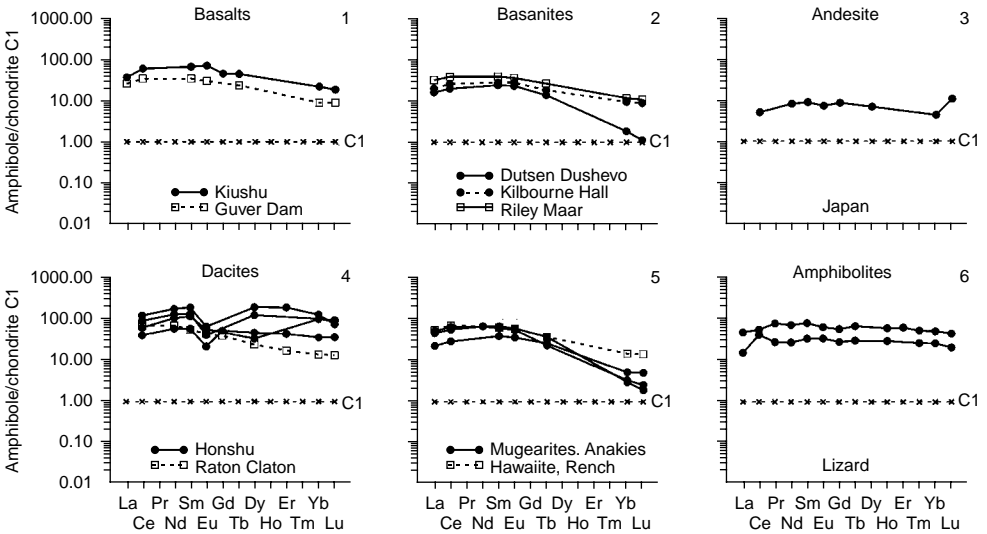 Basalts 1
Basanites 2
Andesite 3
Amphibole/chondrite C1
1000.00
100.00
10.00
1.00
0.10
0.01
C1
Kiushu
Guver Dam
C1
Dutsen Dushevo
Kilbourne Hall
Riley Maar
C1
Japan
Dacites 4
5
Amphibolites 6
Amphibole/chondrite C1
1000.00
100.00
10.00
1.00
0.10
0.01
C1
Honshu
Raton Claton
C1
Mugearites. Anakies
Hawaiite, Rench
C1
Lizard
La Pr Sm Gd Dy Er Yb
Ce Nd Eu Tb Ho Tm Lu
La Pr Sm Gd Dy Er Yb
Ce Nd Eu Tb Ho Tm Lu
La Pr Sm Gd Dy Er Yb
Ce Nd Eu Tb Ho Tm Lu